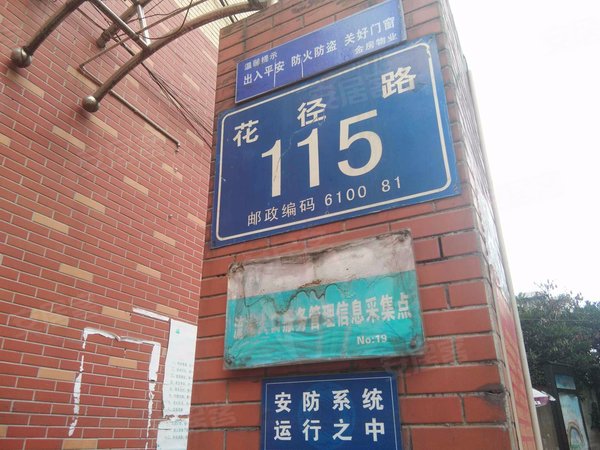 温馨提示
出入平安 防火防盗 关好门窗
金房物业
花径路
115
邮政编码 610081
服务管理信息采集点
No:19
安防系统
运行之中